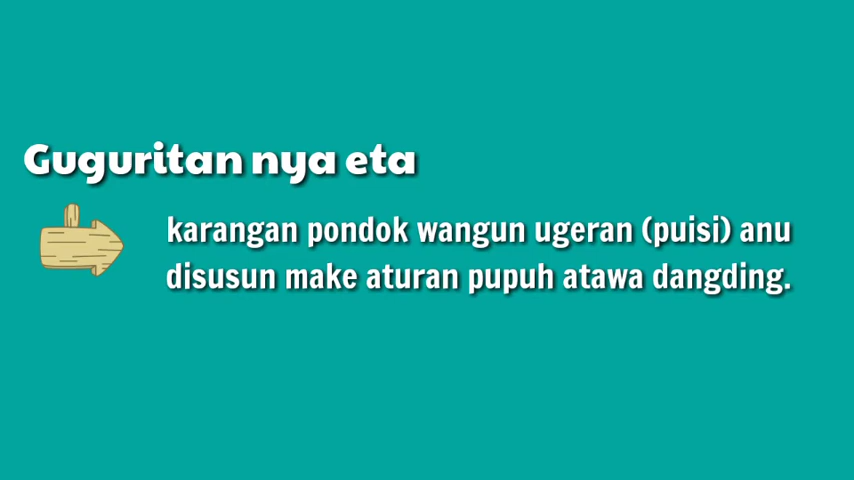 Guguritan nya eta
karangan pondok wangun ugeran (puisi) anu
disusun make aturan pupuh atawa dangding.